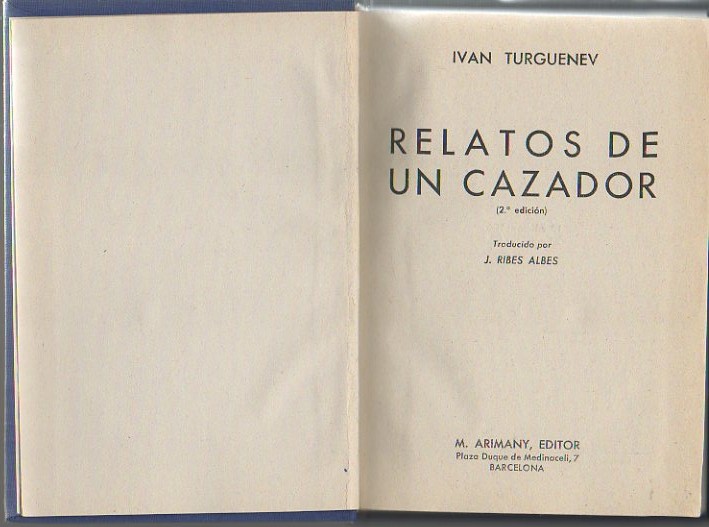 IVAN TURGUENEV
RELATOS DE
UN CAZADOR
(2.ª edición)
Traducido por
J. RIBES ALBES
M. ARIMANY, EDITOR
Plaza Duque de Medinaceli, 7
BARCELONA